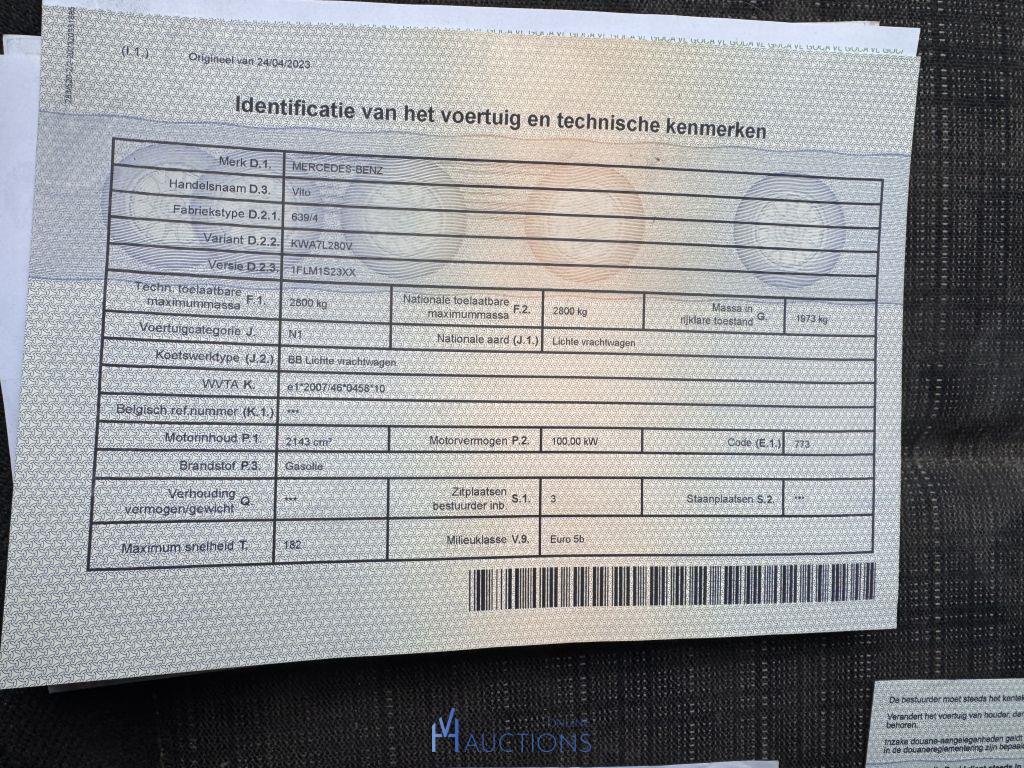 (I.1.) Origineel van 24/04/2023
Identificatie van het voertuig en technische kenmerken
Merk D.1. MERCEDES-BENZ
Handelsnaam D.3. Vito
Fabriekstype D.2.1. 639/4
Variant D.2.2. KWA7L280V
Versie D.2.3. 1FLM1S23XX
Techn. toelaatbare maximummassa F.1. 2800 kg Nationale toelaatbare maximummassa F.2. 2800 kg Massa in rijklare toestand G. 1973 kg
Voertuigcategorie J. N1 Nationale aard (J.1.) Lichte vrachtwagen
Koetswerktype (J.2.) BB Lichte vrachtwagen
WVTA K. e1*2007/46*0458*10
Belgisch ref.nummer (K.1.) ***
Motorinhoud P.1. 2143 cm³ Motorvermogen P.2. 100,00 kW Code (E.1.) 773
Brandstof P.3. Gasolie
Verhouding vermogen/gewicht Q. *** Zitplaatsen bestuurder inb. S.1. 3 Staanplaatsen S.2. ***
Maximum snelheid T. 182 Milieuklasse V.9. Euro 5b
De bestuurder moet steeds het
Verandert het voertuig van houder,
behoren.
Inzake douane-aangelegenheden geldt
in de douanereglementering zijn
ONLINE
AUCTIONS